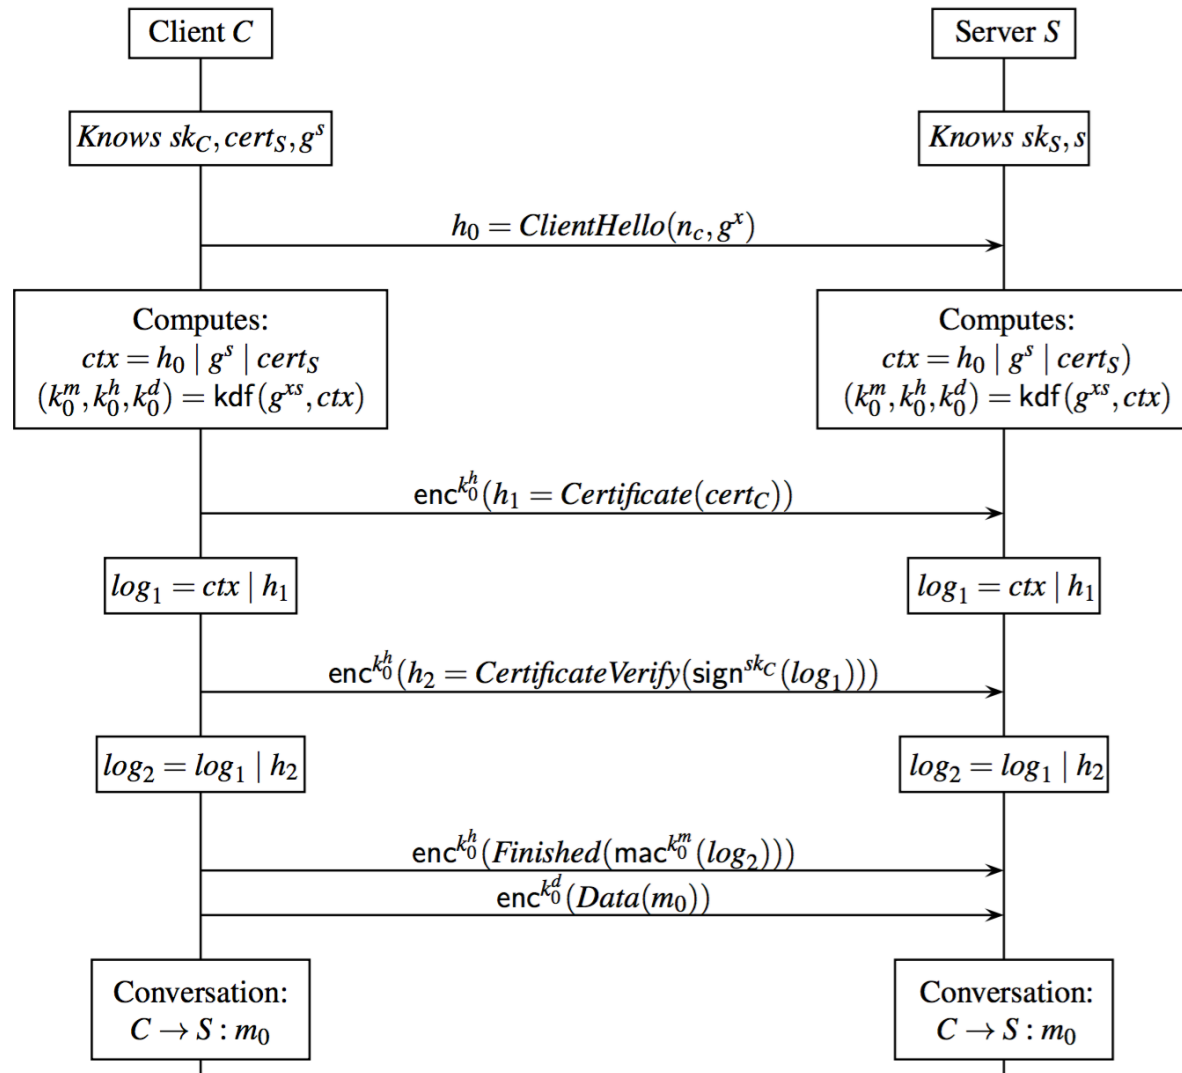 Client C
Server S
Knows sk_C, cert_S, g^s
Knows sk_S, s
h_0 = ClientHello(n_c, g^x)
Computes:
ctx = h_0 | g^s | cert_S
(k_0^m, k_0^h, k_0^d) = kdf(g^{xs}, ctx)
Computes:
ctx = h_0 | g^s | cert_S)
(k_0^m, k_0^h, k_0^d) = kdf(g^{xs}, ctx)
enc^{k_0^h}(h_1 = Certificate(cert_C))
log_1 = ctx | h_1
log_1 = ctx | h_1
enc^{k_0^h}(h_2 = CertificateVerify(sign^{sk_C}(log_1)))
log_2 = log_1 | h_2
log_2 = log_1 | h_2
enc^{k_0^h}(Finished(mac^{k_0^m}(log_2)))
enc^{k_0^d}(Data(m_0))
Conversation:
C → S : m_0
Conversation:
C → S : m_0